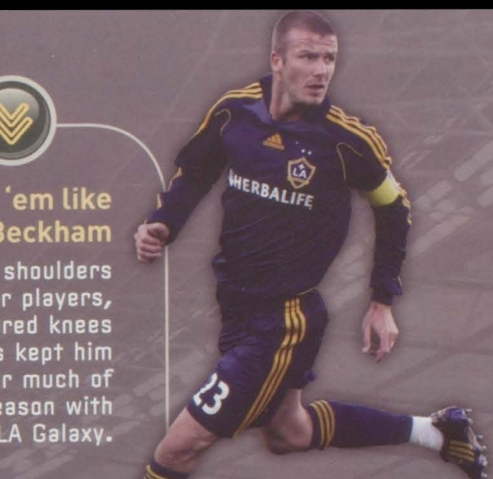 'em like
Beckham
shoulders
r players,
red knees
s kept him
r much of
eason with
LA Galaxy.
LA
HERBALIFE
23